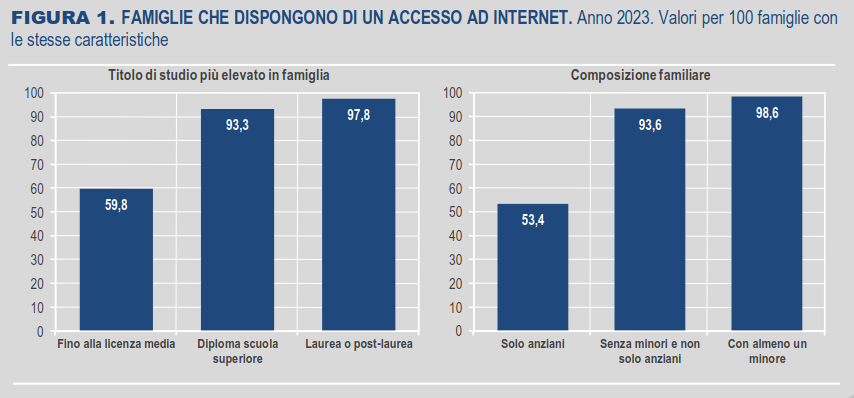 FIGURA 1. FAMIGLIE CHE DISPONGONO DI UN ACCESSO AD INTERNET. Anno 2023. Valori per 100 famiglie con
le stesse caratteristiche
Titolo di studio più elevato in famiglia
100
90
80
70
60
50
40
30
20
10
0
59,8
93,3
97,8
Fino alla licenza media
Diploma scuola
superiore
Laurea o post-laurea
Composizione familiare
100
90
80
70
60
50
40
30
20
10
0
53,4
93,6
98,6
Solo anziani
Senza minori e non
solo anziani
Con almeno un
minore